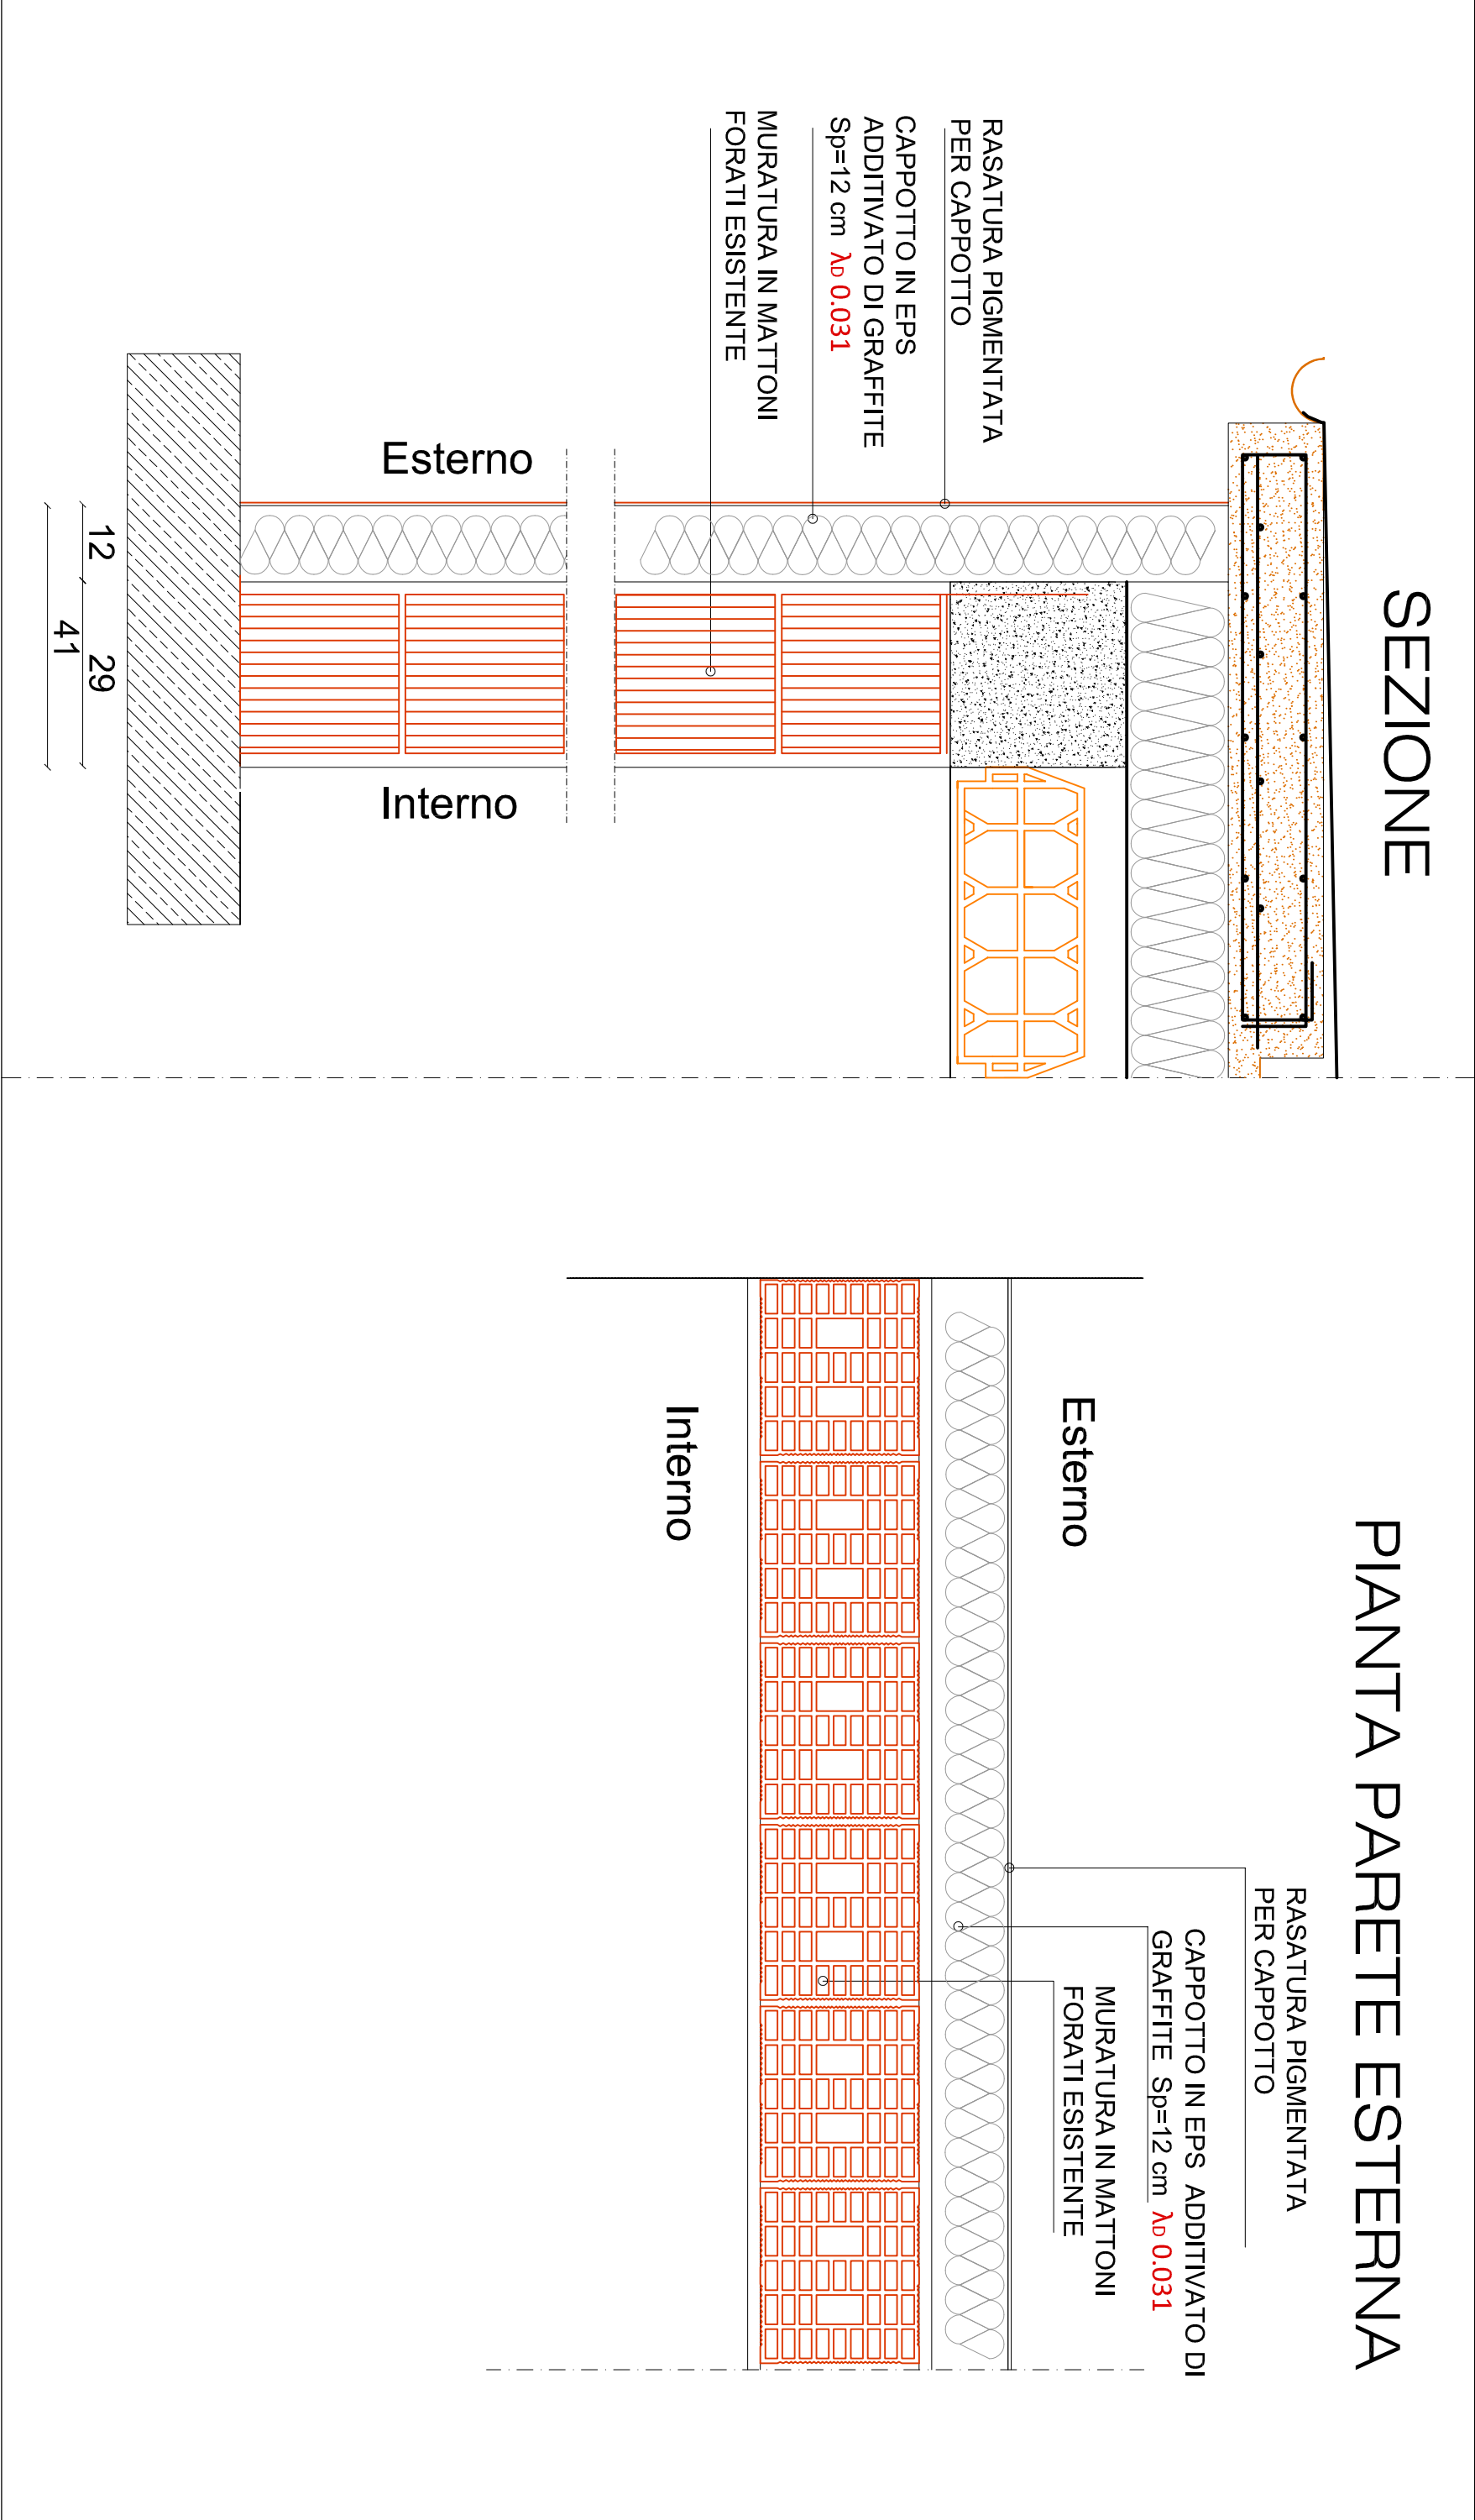 SEZIONE
RASATURA PIGMENTATA
PER CAPPOTTO
CAPPOTTO IN EPS
ADDITIVATO DI GRAFFITE
Sp=12 cm λD 0.031
MURATURA IN MATTONI
FORATI ESISTENTE
Esterno
Interno
12
29
41
PIANTA PARETE ESTERNA
RASATURA PIGMENTATA
PER CAPPOTTO
CAPPOTTO IN EPS ADDITIVATO DI
GRAFFITE Sp=12 cm λD 0.031
MURATURA IN MATTONI
FORATI ESISTENTE
Esterno
Interno